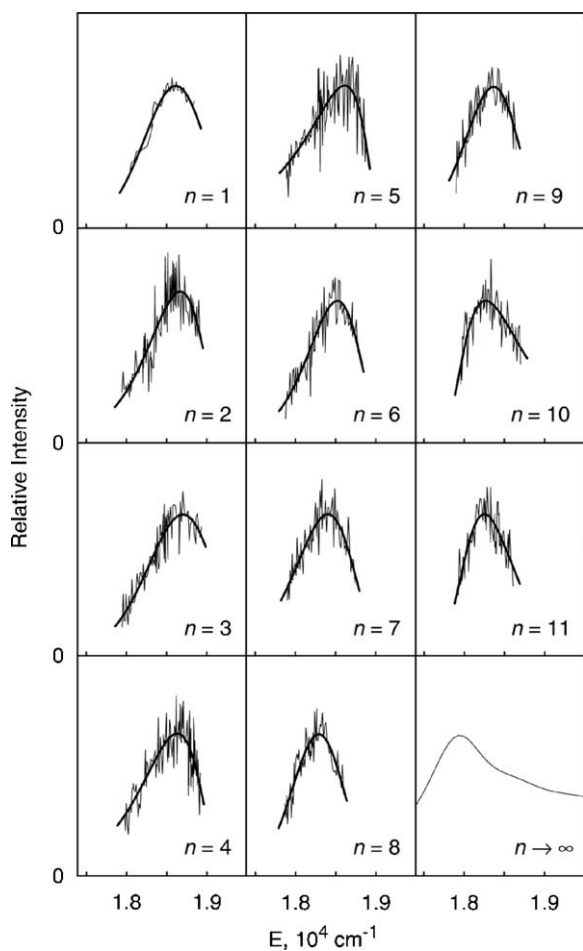 n = 1
n = 5
n = 9
0
n = 2
n = 6
n = 10
0
Relative Intensity
n = 3
n = 7
n = 11
0
n = 4
n = 8
n → ∞
0
1.8 1.9 1.8 1.9 1.8 1.9
E, 10⁴ cm⁻¹